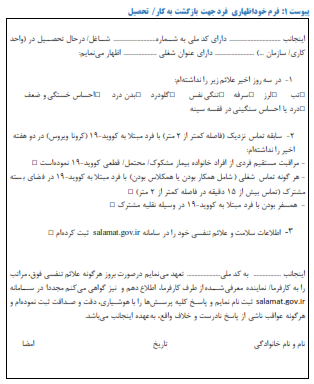 پیوست ۱: فرم خوداظهاری فرد جهت بازگشت به کار/ تحصیل
اینجانب .................... دارای کد ملی به شماره.................... شاغل/ درحال تحصیل در (واحد
کاری/ سازمان ...) .................... دارای عنوان شغلی .................... اظهار می‌نمایم:
۱- در سه روز اخیر علائم زیر را نداشته‌ام:
□تب □لرز □سرفه □تنگی نفس □گلودرد □بدن درد □احساس خستگی و ضعف
□درد یا احساس سنگینی در قفسه سینه
۲- سابقه تماس نزدیک (فاصله کمتر از ۲ متر) با فرد مبتلا به کووید-۱۹ (کرونا ویروس) در دو هفته
اخیر را نداشته‌ام:
- مراقبت مستقیم فردی از افراد خانواده بیمار مشکوک/ محتمل/ قطعی کووید-۱۹ نموده‌است □
- هر گونه تماس شغلی (شامل همکار بودن یا همکلاس بودن) با فرد مبتلا به کووید-۱۹ در فضای بسته
مشترک (تماس بیش از ۱۵ دقیقه در فاصله کمتر از ۲ متر) □
- همسفر بودن با فرد مبتلا به کووید-۱۹ در وسیله نقلیه مشترک □
۳- اطلاعات سلامت و علائم تنفسی خود را در سامانه salamat.gov.ir ثبت کرده‌ام □
اینجانب .............. به کد ملی.............. تعهد می‌نمایم درصورت بروز هرگونه علائم تنفسی فوق، مراتب
را به کارفرما/ نماینده معرفی‌شده از طرف کارفرما، اطلاع دهم و نیز گواهی می‌کنم مجددا در سامانه
salamat.gov.ir ثبت نام نمایم و پاسخ کلیه پرسش‌ها را با هوشیاری، دقت و صداقت ثبت نموده‌ام و
هرگونه عواقب ناشی از پاسخ نادرست و خلاف واقع، به‌عهده اینجانب می‌باشد.
نام و نام خانوادگی تاریخ امضا